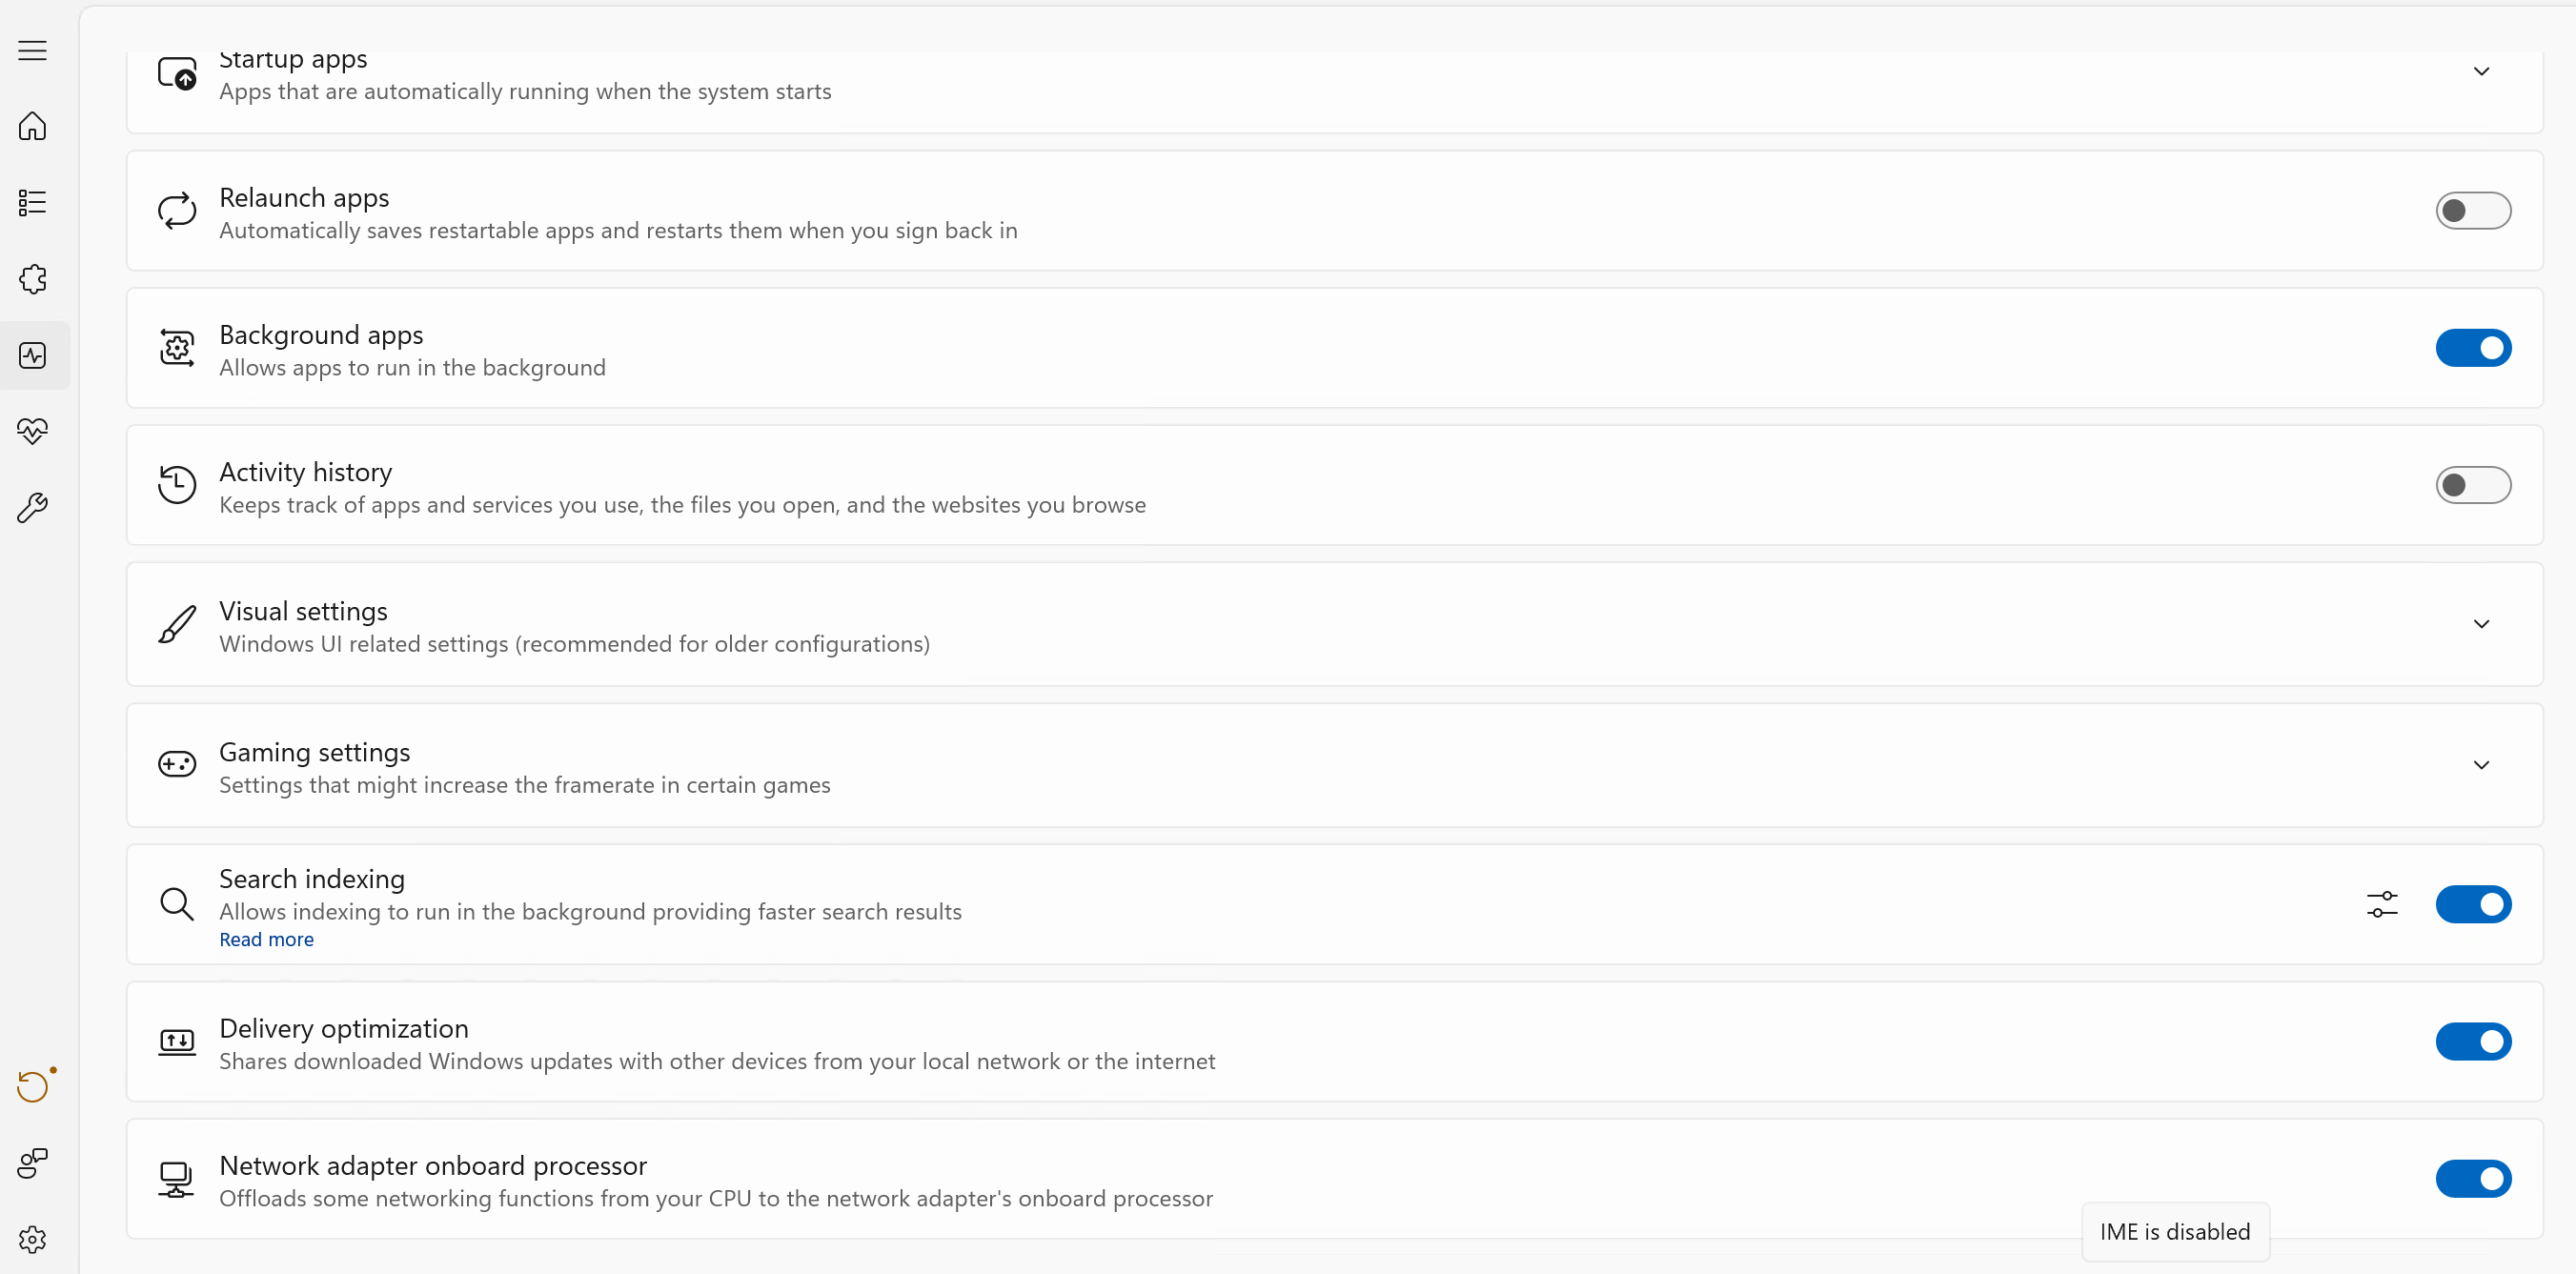 Startup apps
Apps that are automatically running when the system starts
Relaunch apps
Automatically saves restartable apps and restarts them when you sign back in
Background apps
Allows apps to run in the background
Activity history
Keeps track of apps and services you use, the files you open, and the websites you browse
Visual settings
Windows UI related settings (recommended for older configurations)
Gaming settings
Settings that might increase the framerate in certain games
Search indexing
Allows indexing to run in the background providing faster search results
Read more
Delivery optimization
Shares downloaded Windows updates with other devices from your local network or the internet
Network adapter onboard processor
Offloads some networking functions from your CPU to the network adapter's onboard processor
IME is disabled